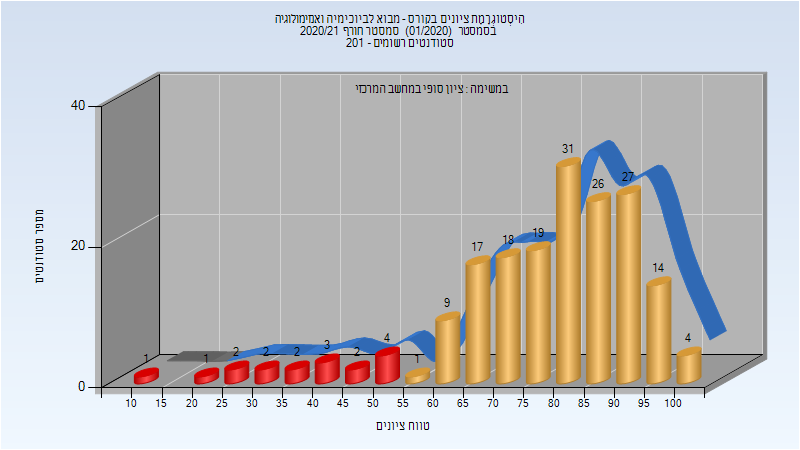 היסטוגרמת ציונים בקורס - מבוא לביוכימיה ואנזימולוגיה
בסמסטר (01/2020) סמסטר חורף 2020/21
סטודנטים רשומים - 201
במשימה : ציון סופי במחשב המרכזי
40
20
0
מספר סטודנטים
1 1 2 2 2 3 2 4 1 9 17 18 19 31 26 27 14 4
10 15 20 25 30 35 40 45 50 55 60 65 70 75 80 85 90 95 100
טווח ציונים